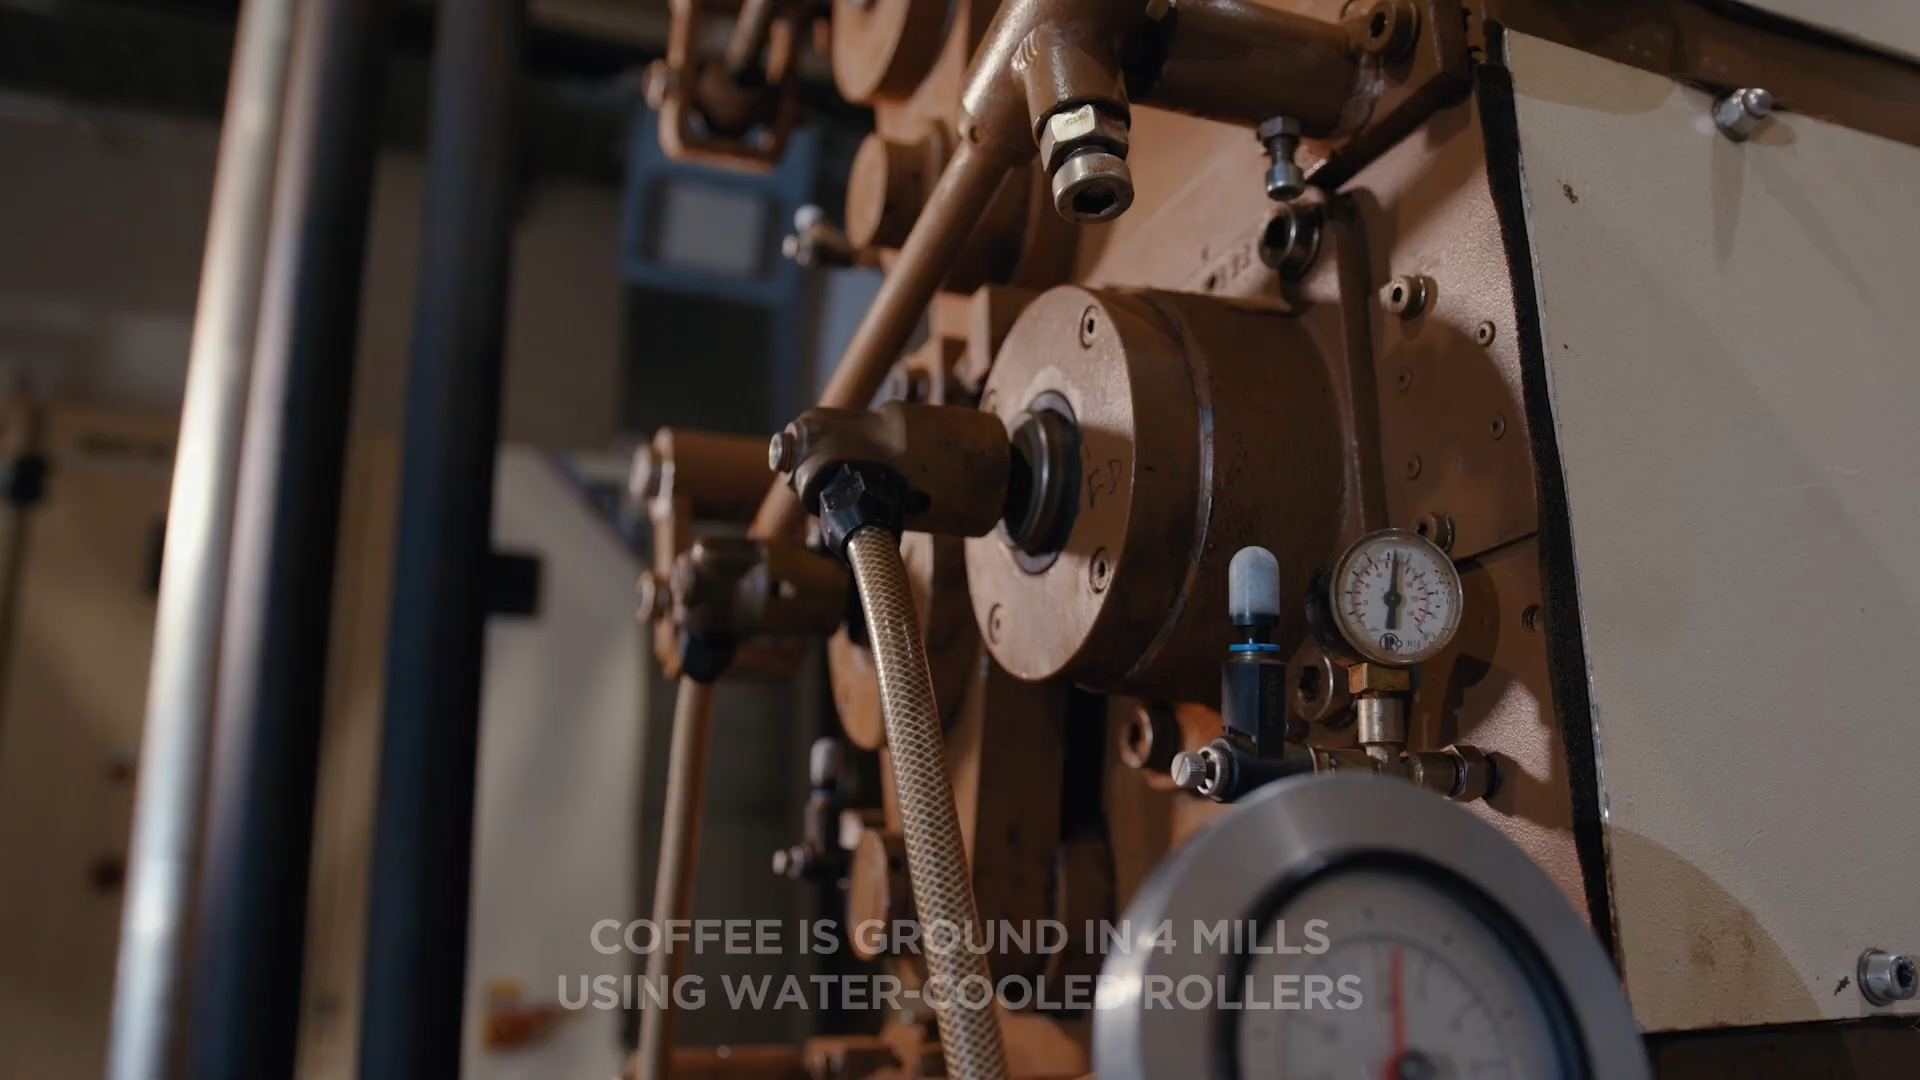 COFFEE IS GROUND IN 4 MILLS
USING WATER-COOLED ROLLERS